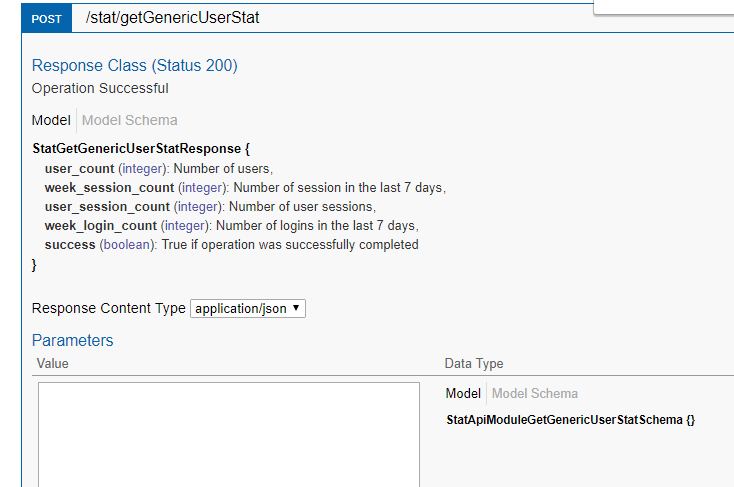 POST /stat/getGenericUserStat
Response Class (Status 200)
Operation Successful
Model Model Schema
StatGetGenericUserStatResponse {
user_count (integer): Number of users,
week_session_count (integer): Number of session in the last 7 days,
user_session_count (integer): Number of user sessions,
week_login_count (integer): Number of logins in the last 7 days,
success (boolean): True if operation was successfully completed
}
Response Content Type application/json
Parameters
Value Data Type
Model Model Schema
StatApiModuleGetGenericUserStatSchema {}